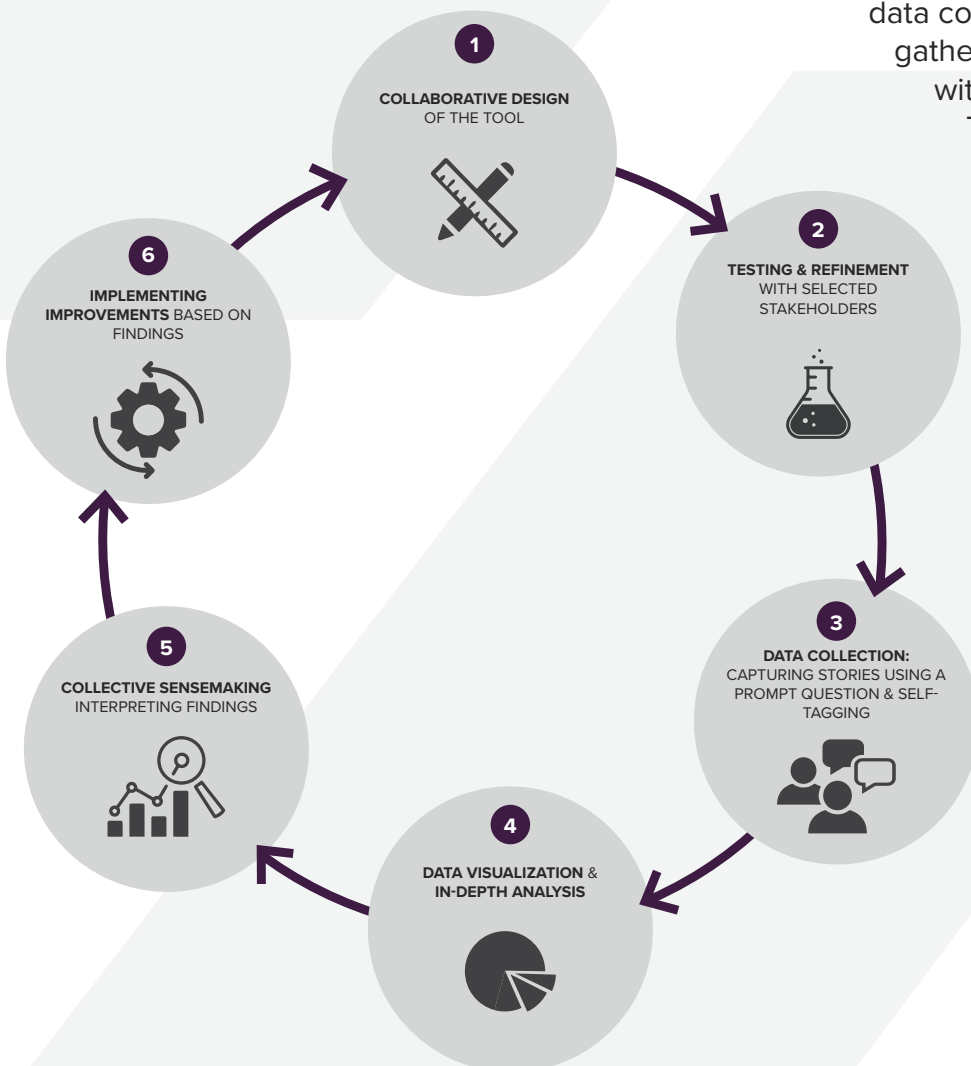 data co
gathe
wit
1
COLLABORATIVE DESIGN
OF THE TOOL
2
TESTING & REFINEMENT
WITH SELECTED
STAKEHOLDERS
3
DATA COLLECTION:
CAPTURING STORIES USING A
PROMPT QUESTION & SELF-
TAGGING
4
DATA VISUALIZATION &
IN-DEPTH ANALYSIS
5
COLLECTIVE SENSEMAKING
INTERPRETING FINDINGS
6
IMPLEMENTING
IMPROVEMENTS BASED ON
FINDINGS